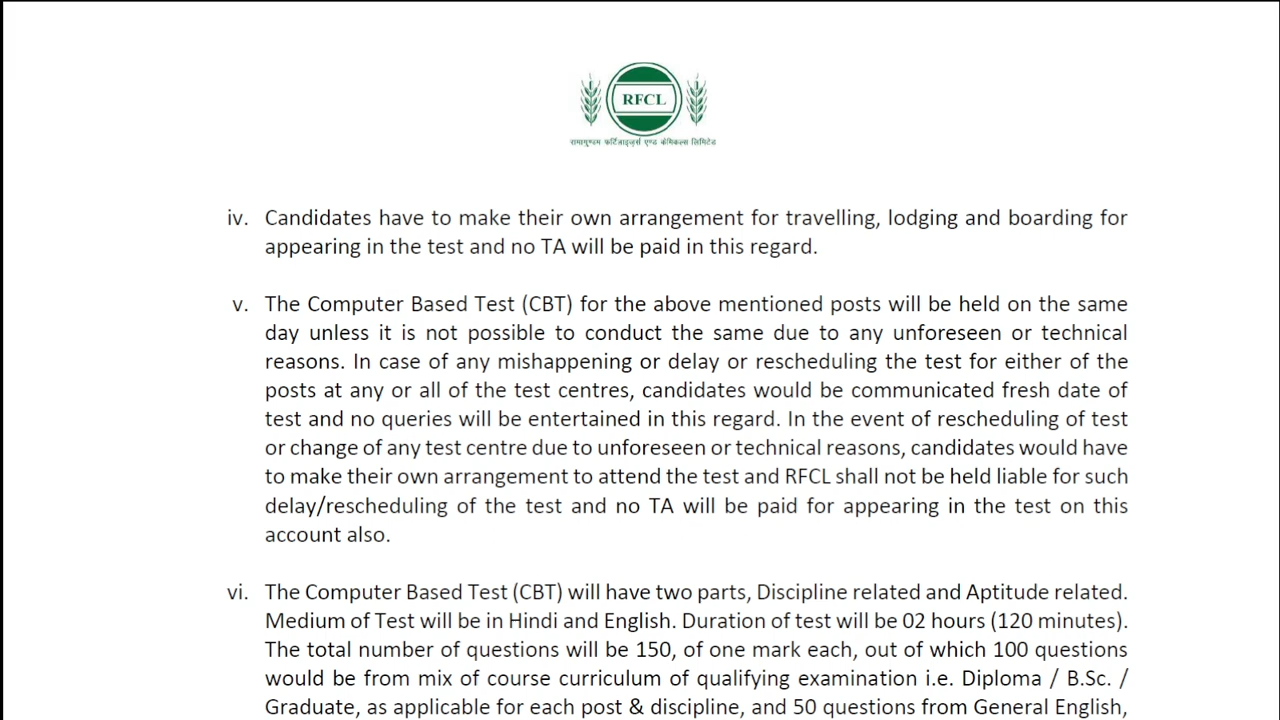 RFCL
रामागुण्डम फर्टिलाइज़र्स एण्ड केमिकल्स लिमिटेड
iv. Candidates have to make their own arrangement for travelling, lodging and boarding for
appearing in the test and no TA will be paid in this regard.
v. The Computer Based Test (CBT) for the above mentioned posts will be held on the same
day unless it is not possible to conduct the same due to any unforeseen or technical
reasons. In case of any mishappening or delay or rescheduling the test for either of the
posts at any or all of the test centres, candidates would be communicated fresh date of
test and no queries will be entertained in this regard. In the event of rescheduling of test
or change of any test centre due to unforeseen or technical reasons, candidates would have
to make their own arrangement to attend the test and RFCL shall not be held liable for such
delay/rescheduling of the test and no TA will be paid for appearing in the test on this
account also.
vi. The Computer Based Test (CBT) will have two parts, Discipline related and Aptitude related.
Medium of Test will be in Hindi and English. Duration of test will be 02 hours (120 minutes).
The total number of questions will be 150, of one mark each, out of which 100 questions
would be from mix of course curriculum of qualifying examination i.e. Diploma / B.Sc. /
Graduate, as applicable for each post & discipline, and 50 questions from General English,